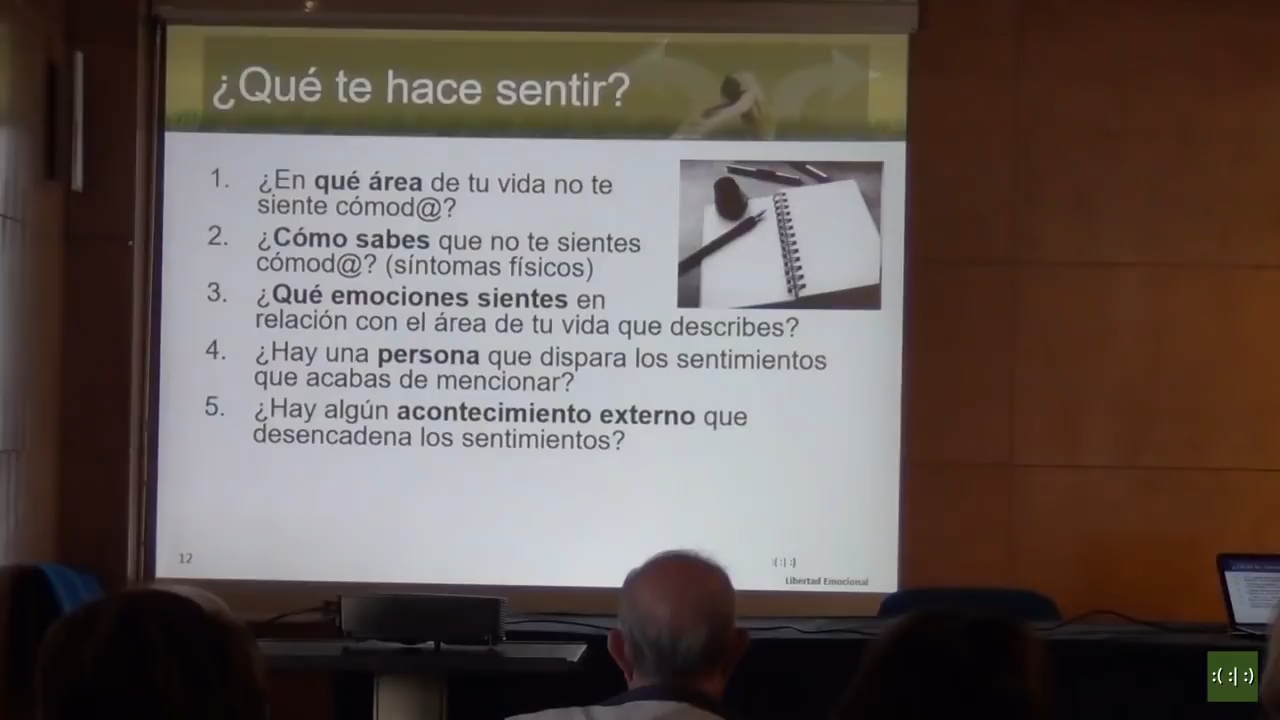 ¿Qué te hace sentir?
1. ¿En qué área de tu vida no te
siente cómod@?
2. ¿Cómo sabes que no te sientes
cómod@? (síntomas físicos)
3. ¿Qué emociones sientes en
relación con el área de tu vida que describes?
4. ¿Hay una persona que dispara los sentimientos
que acabas de mencionar?
5. ¿Hay algún acontecimiento externo que
desencadena los sentimientos?
12
:( :| :)
Libertad Emocional
:( :| :)